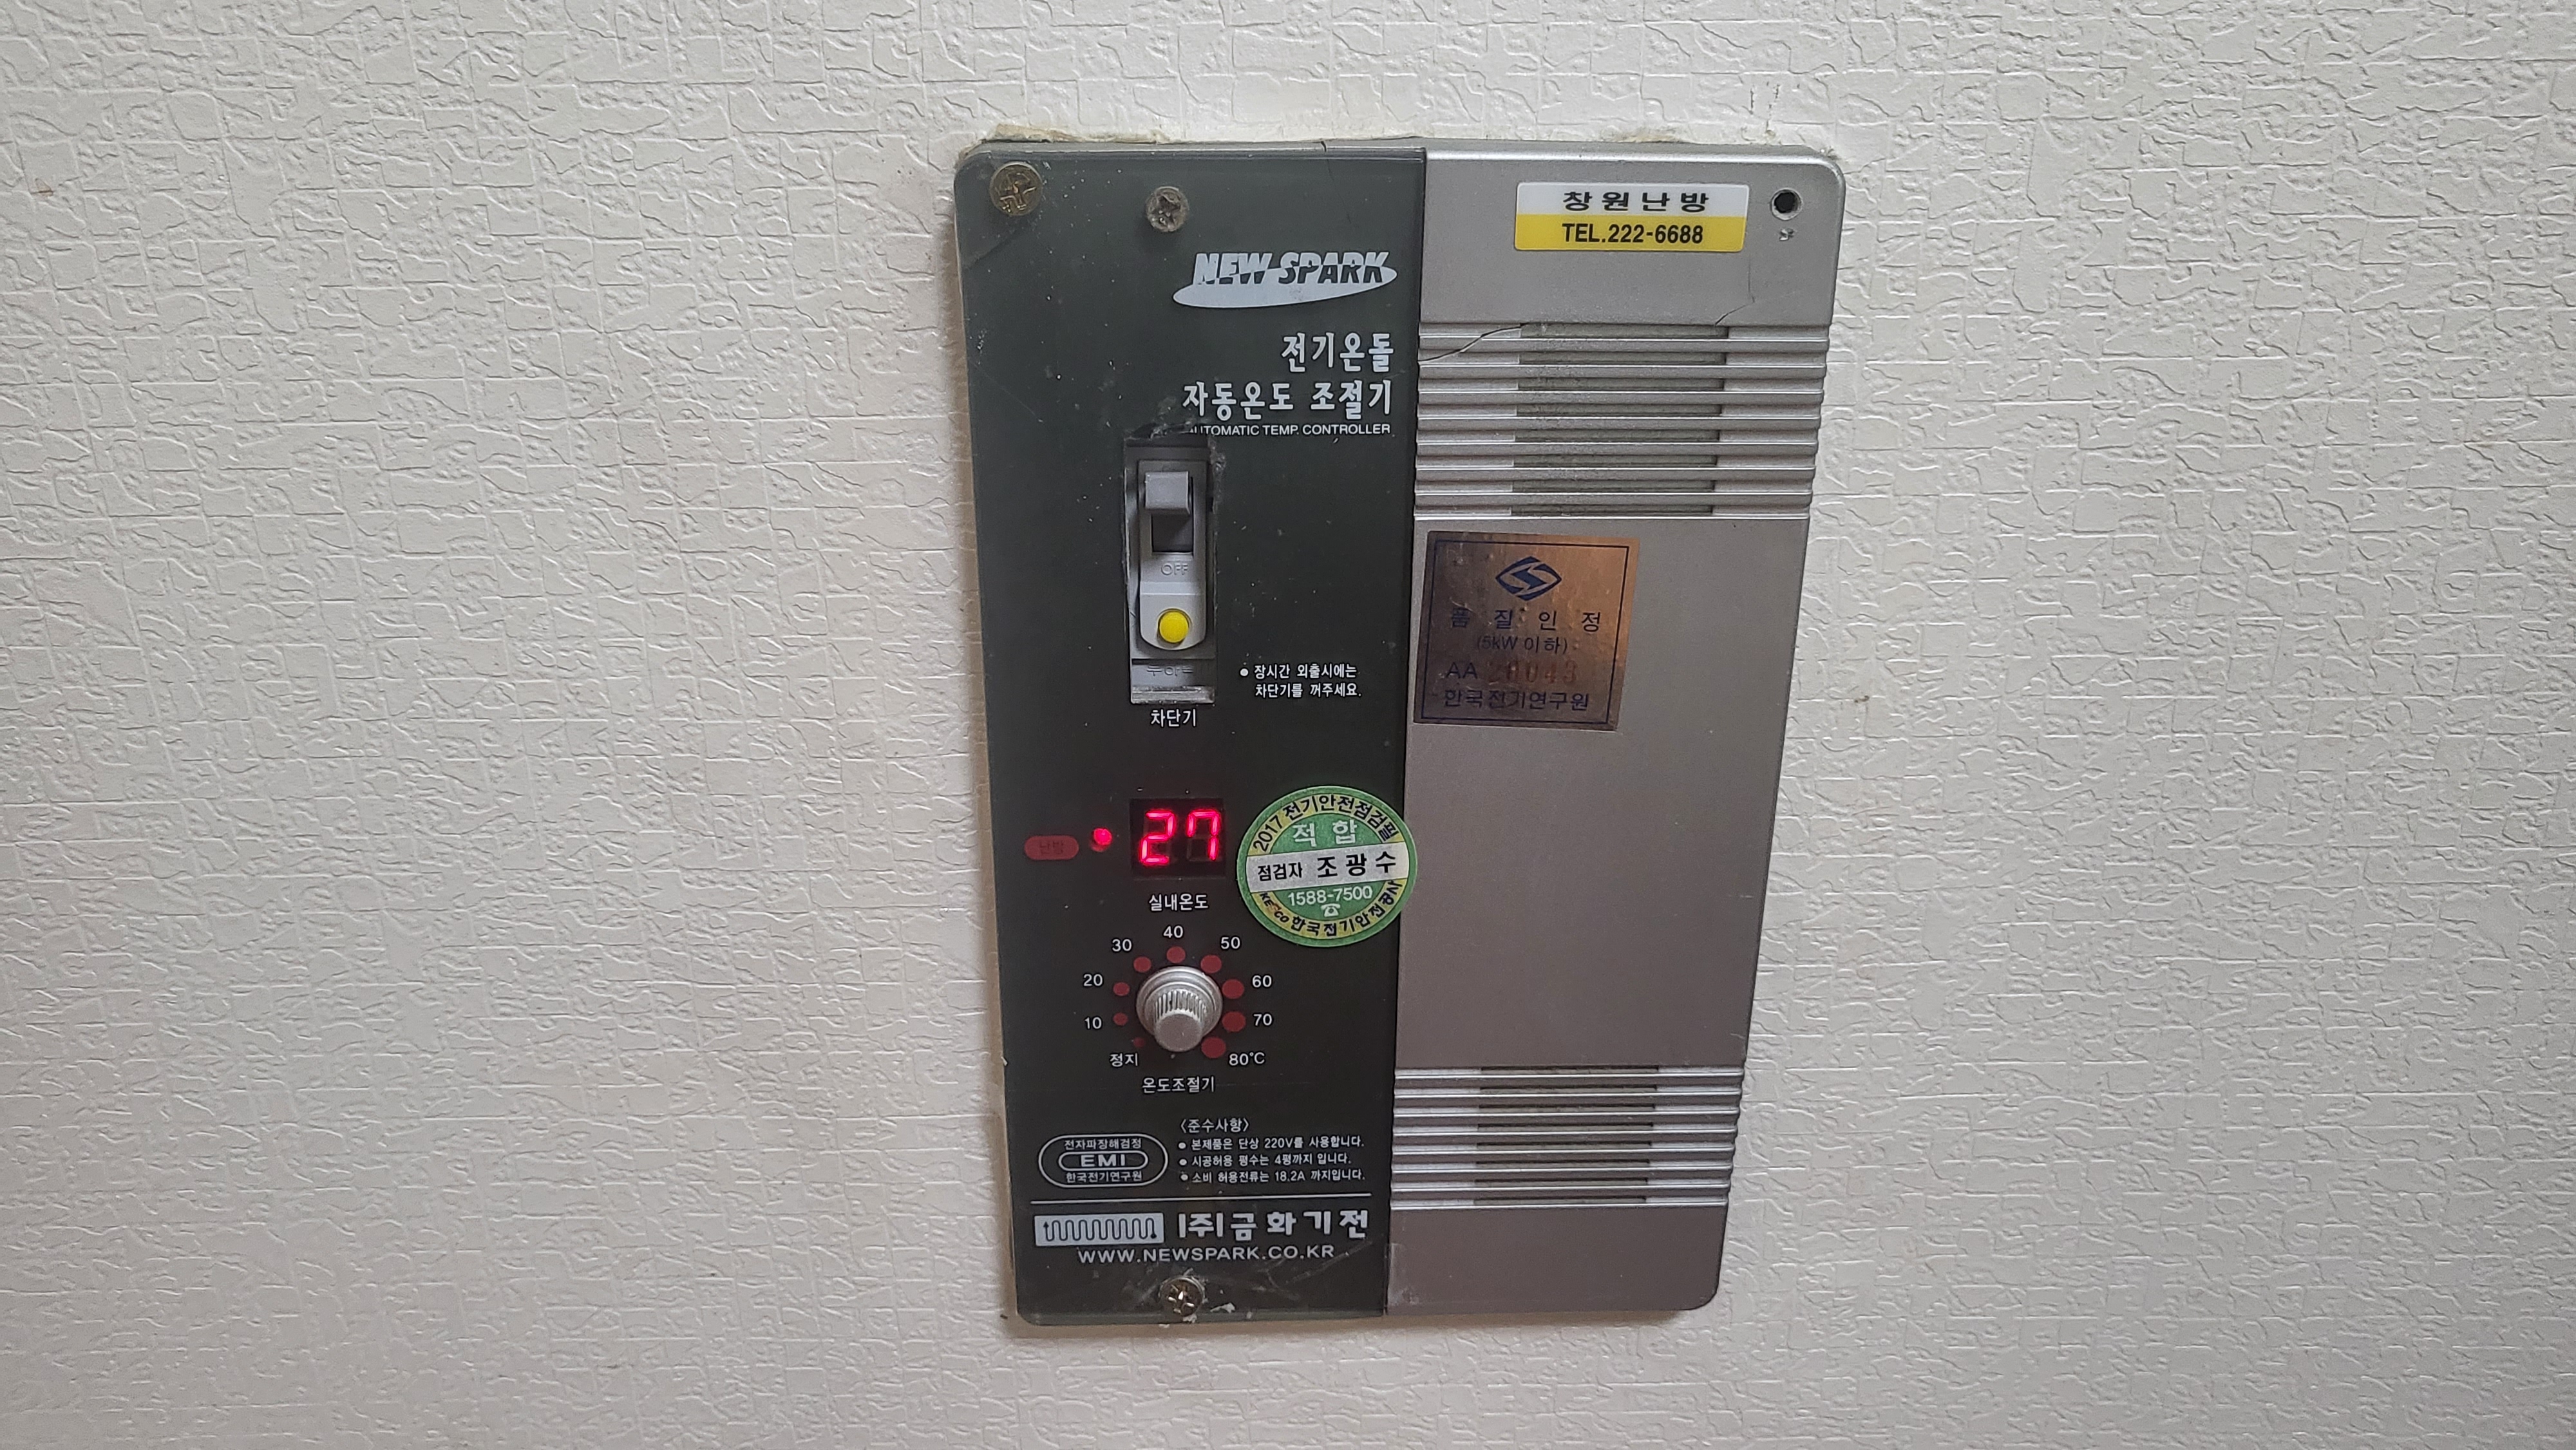 창원난방
TEL.222-6688
NEW SPARK
전기온돌
자동온도 조절기
AUTOMATIC TEMP. CONTROLLER
OFF
차단기
● 장시간 외출시에는
차단기를 꺼주세요.
품질인정
(5kW 이하)
AA 20043
한국전기연구원
난방
27
실내온도
2017 전기안전점검필
적합
점검자 조광수
1588-7500
KESCO 한국전기안전공사
정지
10
20
30
40
50
60
70
80℃
온도조절기
전자파장해검정
EMI
한국전기연구원
〈준수사항〉
● 본제품은 단상 220V를 사용합니다.
● 시공허용 평수는 4평까지 입니다.
● 소비 허용전류는 18.2A 까지입니다.
(주)금화기전
WWW.NEWSPARK.CO.KR